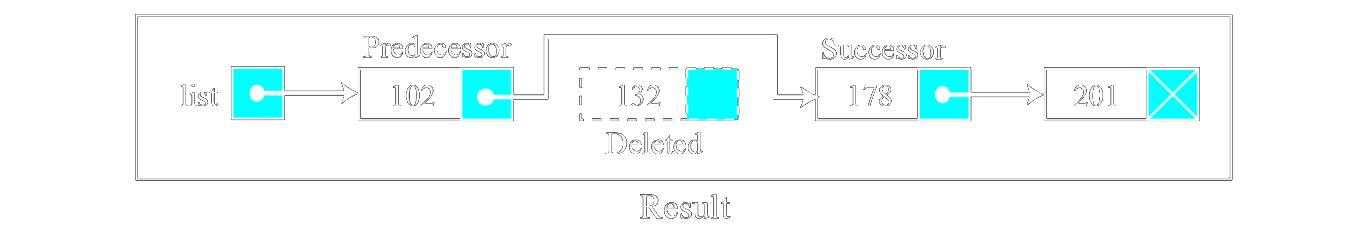 Predecessor
Successor
list
102
132
178
201
Deleted
Result